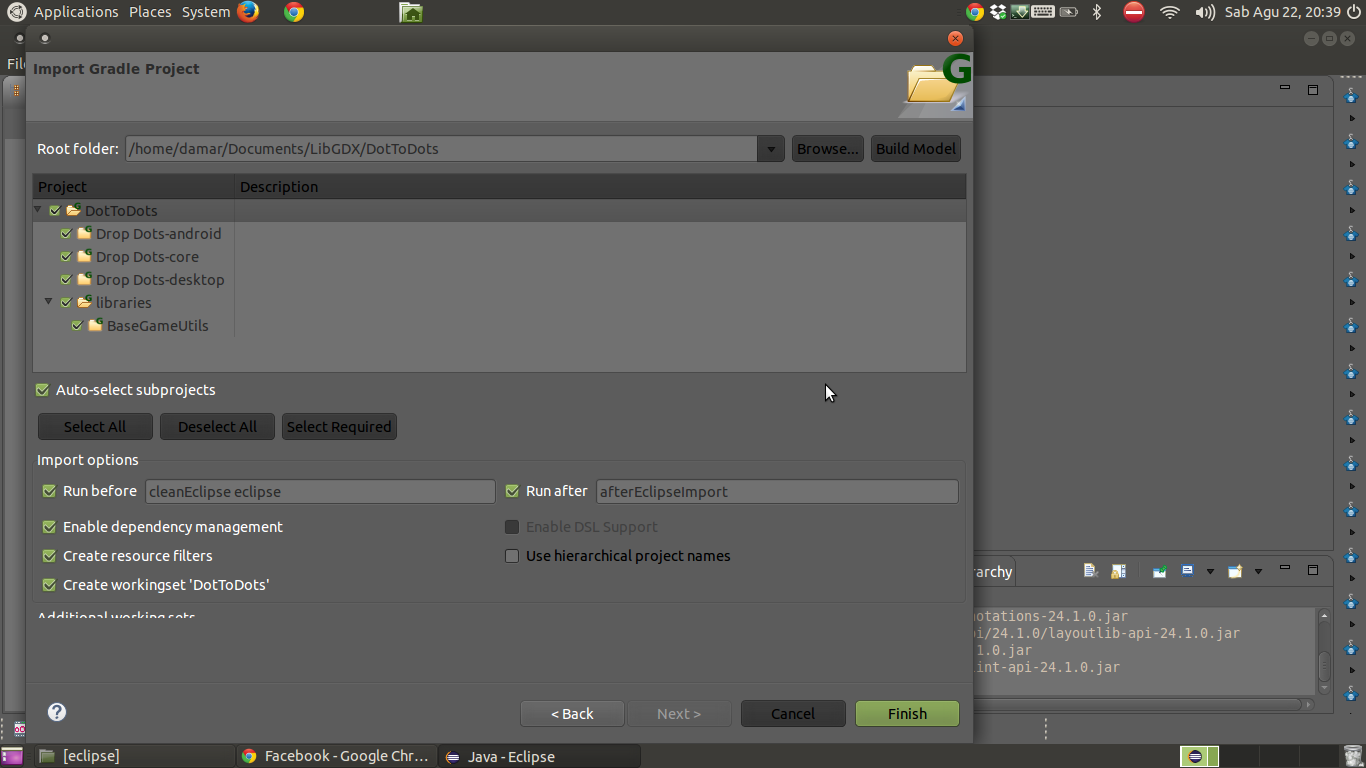 Applications Places System Sab Agu 22, 20:39
Import Gradle Project
Root folder: /home/damar/Documents/LibGDX/DotToDots Browse... Build Model
Project Description
DotToDots
Drop Dots-android
Drop Dots-core
Drop Dots-desktop
libraries
BaseGameUtils
Auto-select subprojects
Select All Deselect All Select Required
Import options
Run before cleanEclipse eclipse Run after afterEclipseImport
Enable dependency management Enable DSL Support
Create resource filters Use hierarchical project names
Create workingset 'DotToDots'
Additional working sets
< Back Next > Cancel Finish
File
rarchy
notations-24.1.0.jar
i/24.1.0/layoutlib-api-24.1.0.jar
1.0.jar
int-api-24.1.0.jar
[eclipse] Facebook - Google Chr... Java - Eclipse